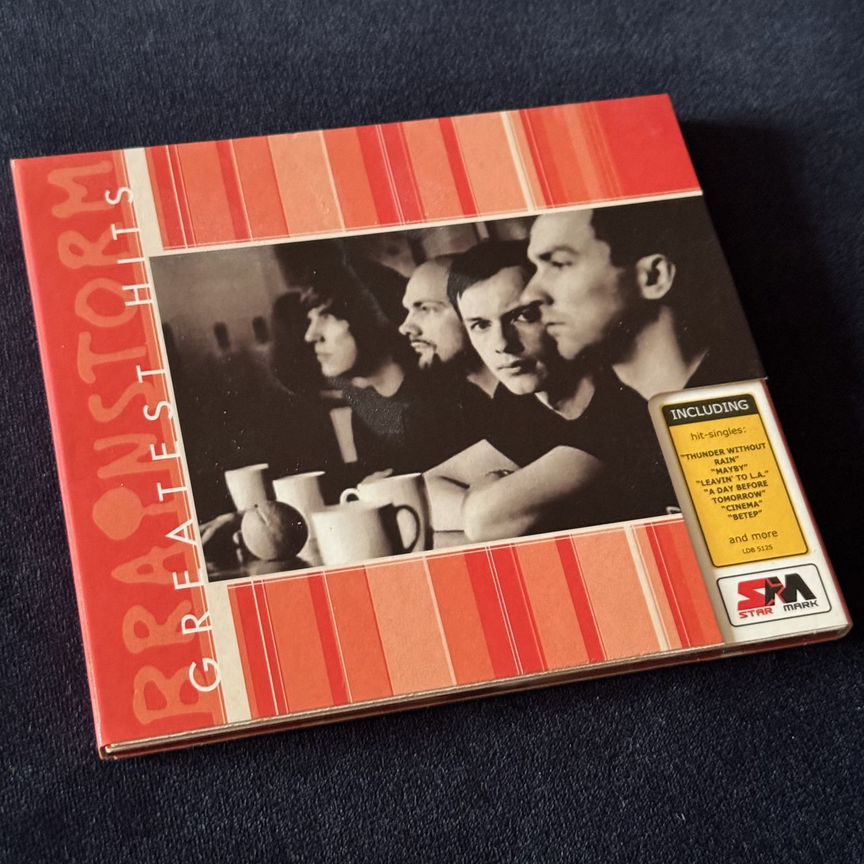 BRAINSTORM
GREATEST HITS
INCLUDING
hit-singles:
"THUNDER WITHOUT
RAIN"
"MAYBY"
"LEAVIN' TO L.A."
"A DAY BEFORE
TOMORROW"
"CINEMA"
"ВЕТЕР"
and more
LDB 5125
SM
STAR MARK